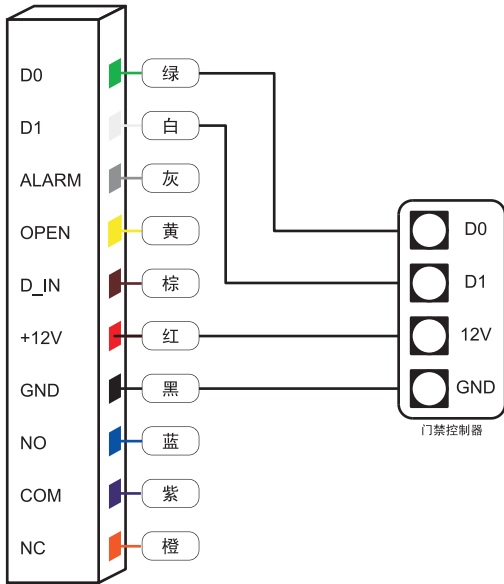 D0 绿
D1 白
ALARM 灰
OPEN 黄
D_IN 棕
+12V 红
GND 黑
NO 蓝
COM 紫
NC 橙
D0
D1
12V
GND
门禁控制器